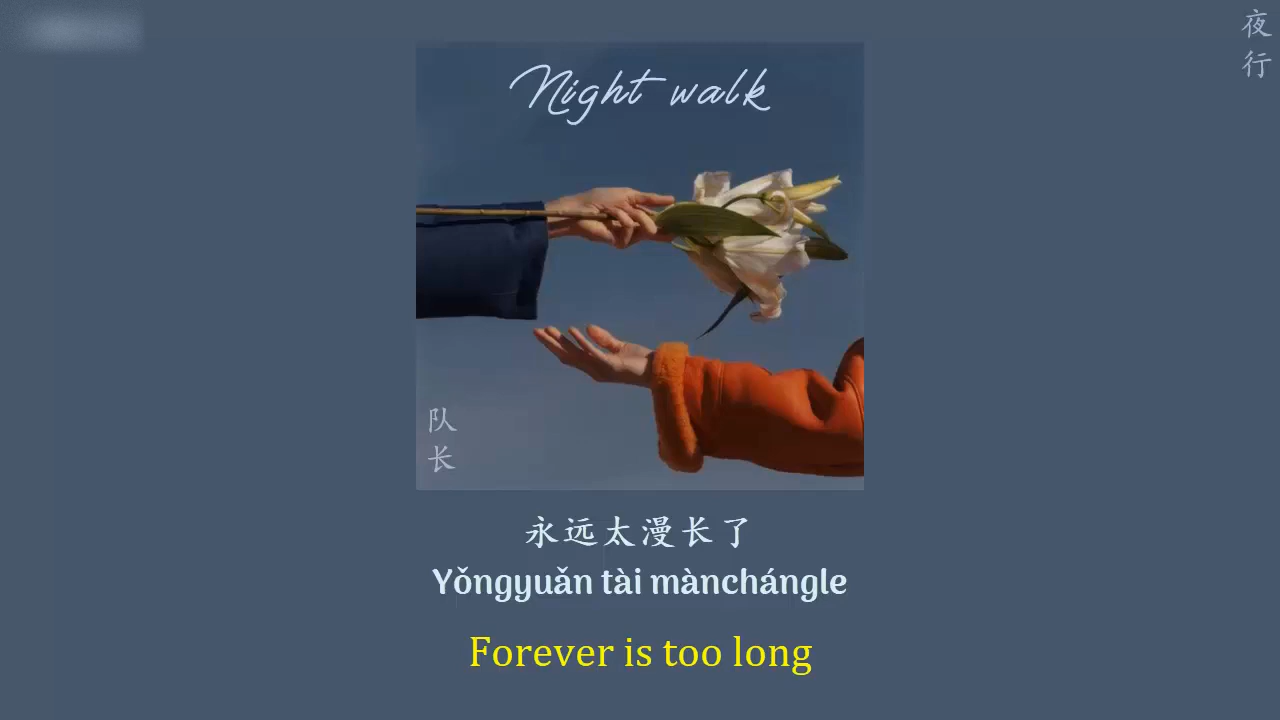 夜行
Night walk
队长
永远太漫长了
Yǒngyuǎn tài mànchángle
Forever is too long